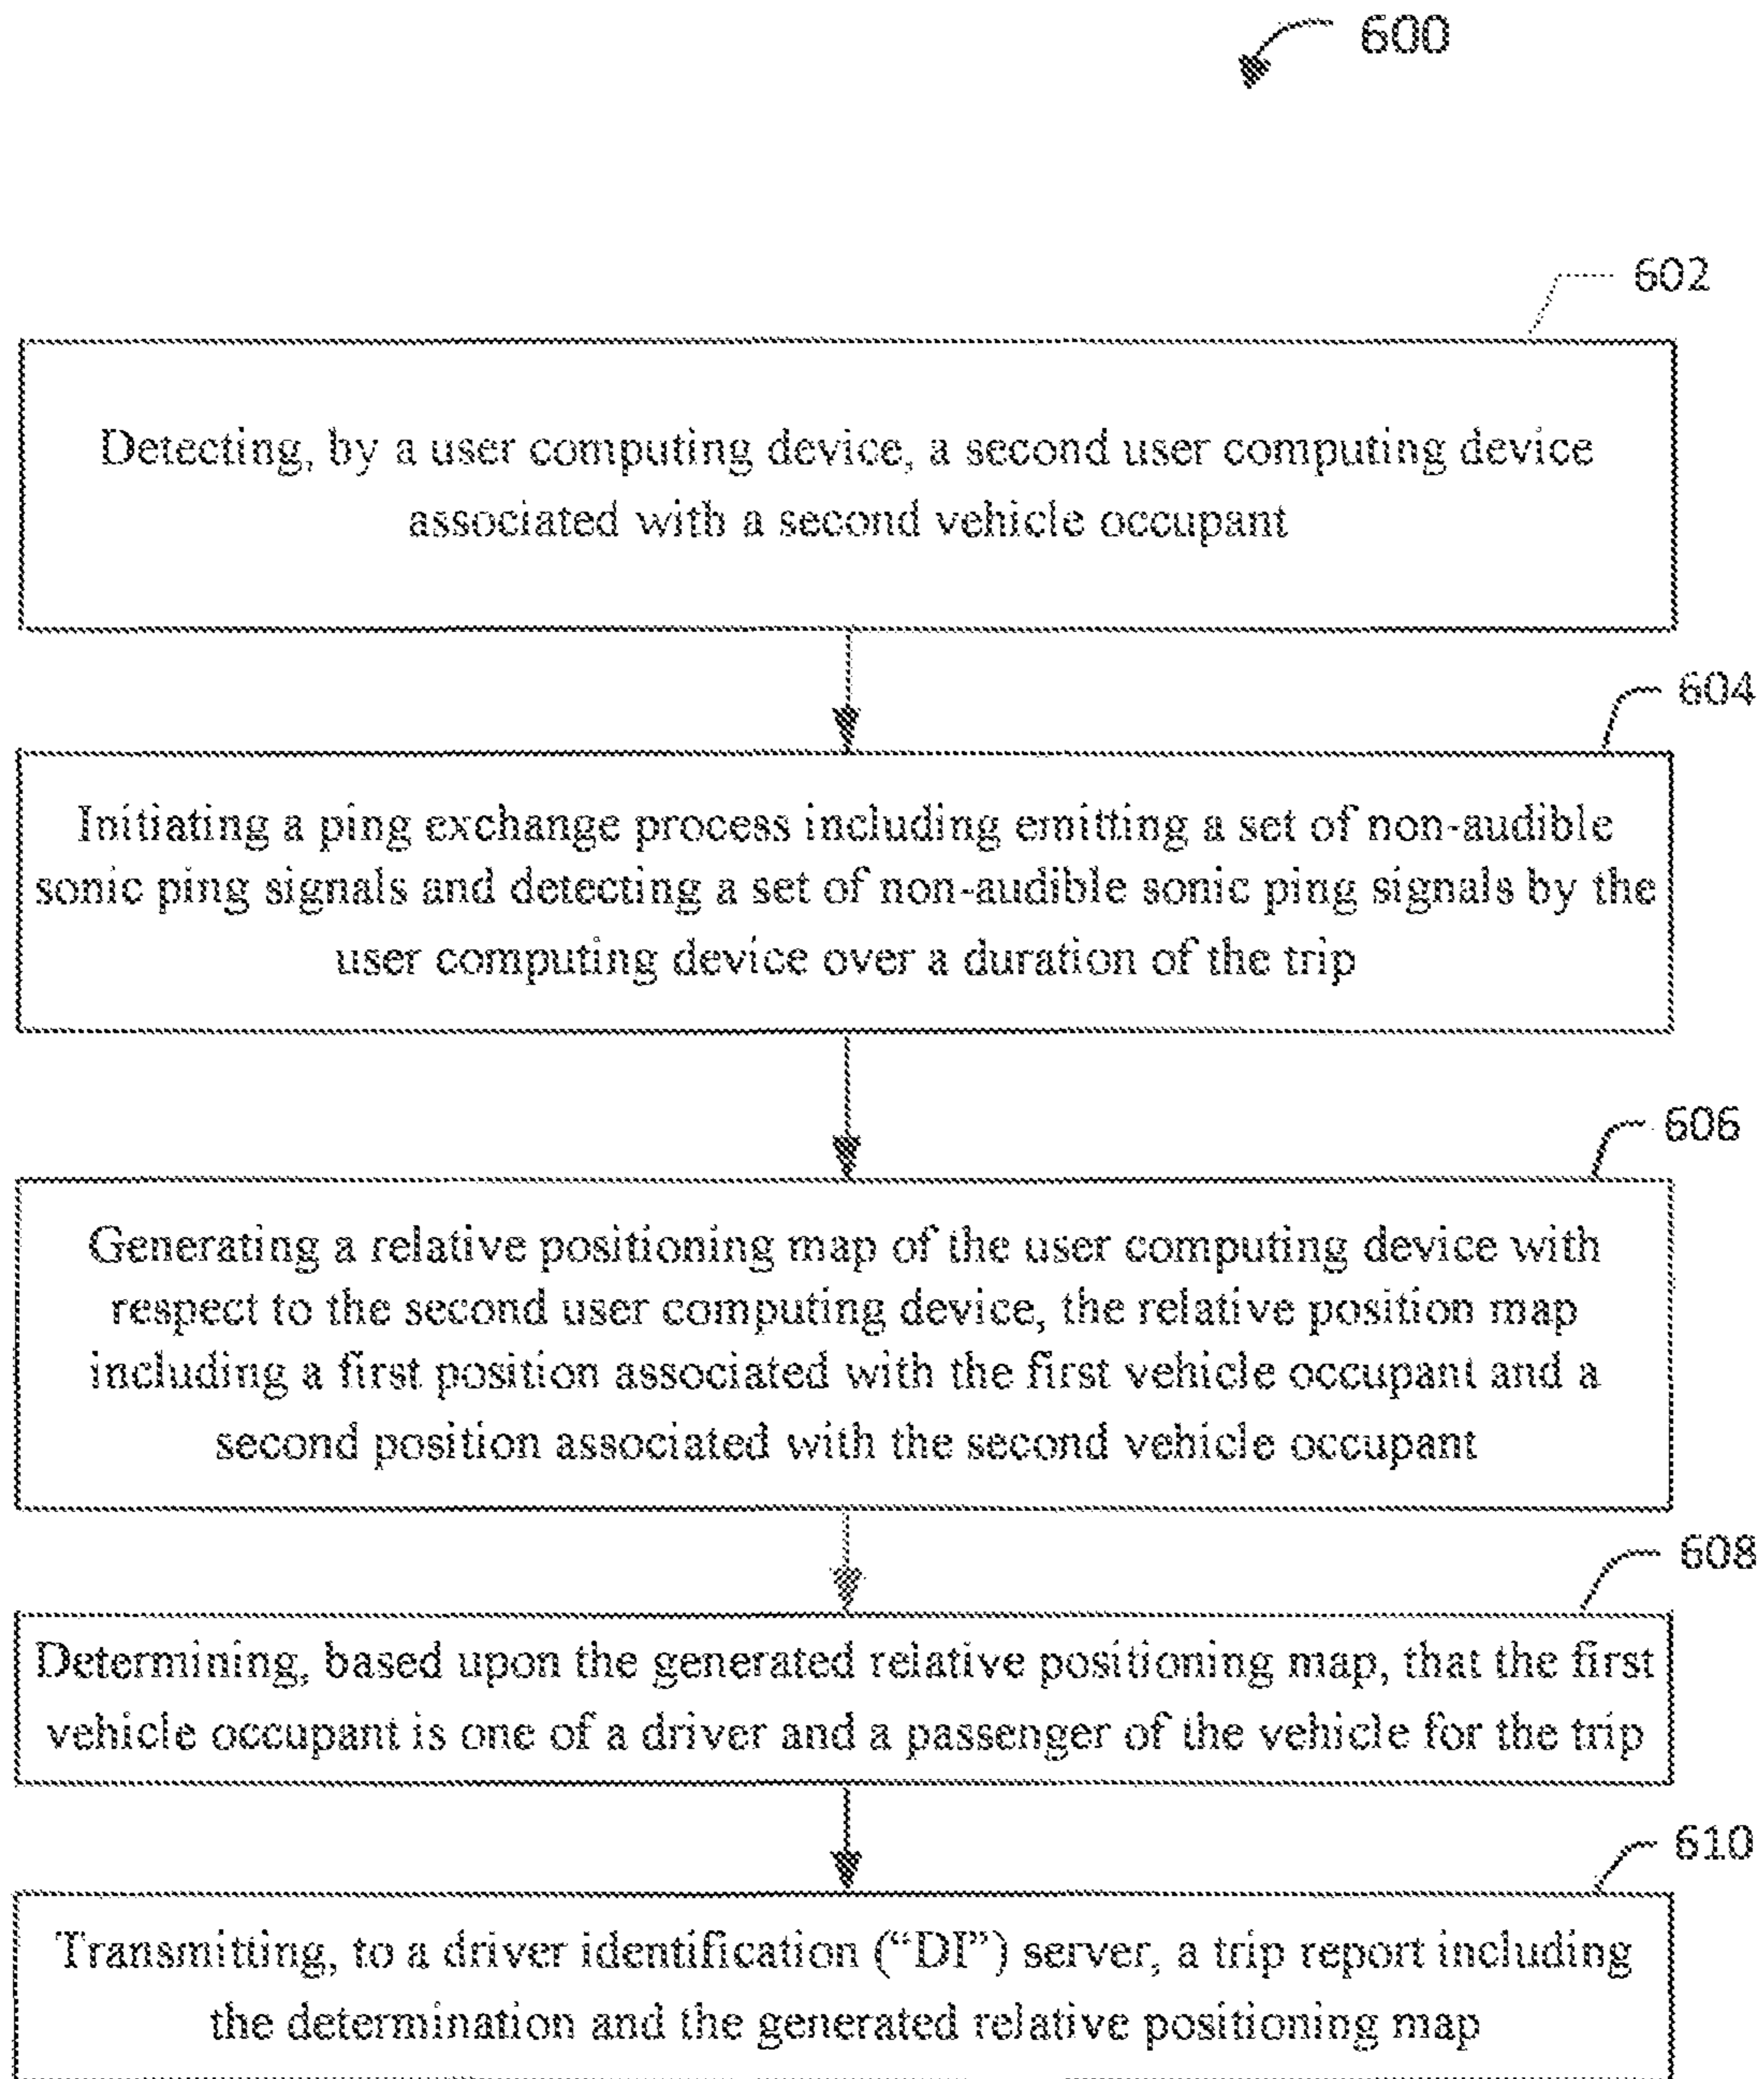 600
602
Detecting, by a user computing device, a second user computing device
associated with a second vehicle occupant
604
Initiating a ping exchange process including emitting a set of non-audible
sonic ping signals and detecting a set of non-audible sonic ping signals by the
user computing device over a duration of the trip
606
Generating a relative positioning map of the user computing device with
respect to the second user computing device, the relative position map
including a first position associated with the first vehicle occupant and a
second position associated with the second vehicle occupant
608
Determining, based upon the generated relative positioning map, that the first
vehicle occupant is one of a driver and a passenger of the vehicle for the trip
610
Transmitting, to a driver identification (“DI”) server, a trip report including
the determination and the generated relative positioning map